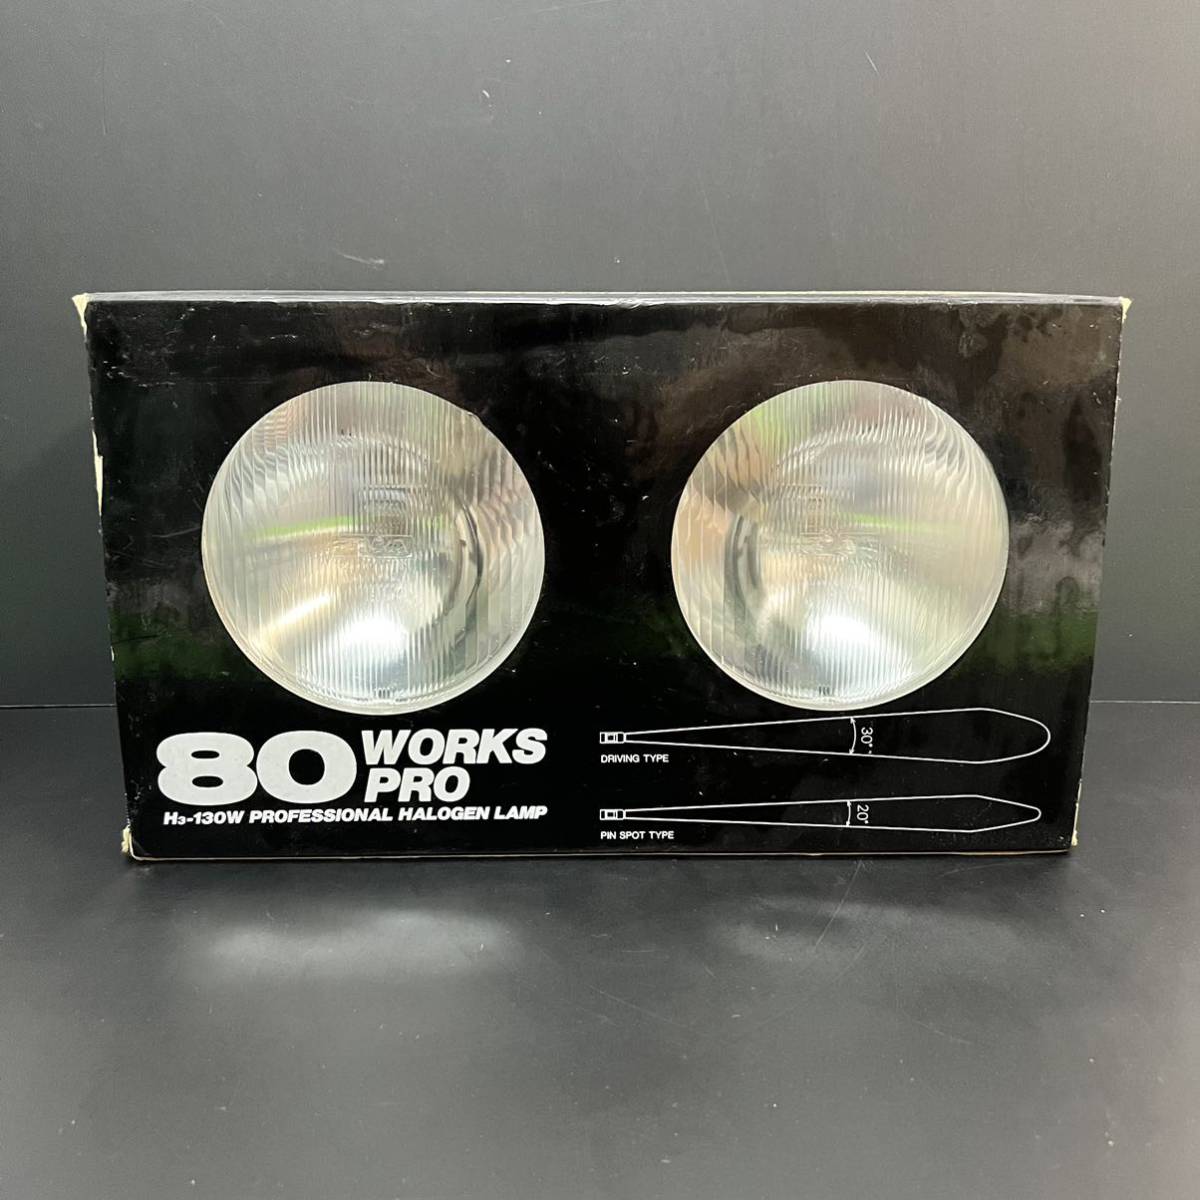 80 WORKS
PRO
H3-130W PROFESSIONAL HALOGEN LAMP
30°
DRIVING TYPE
20°
PIN SPOT TYPE